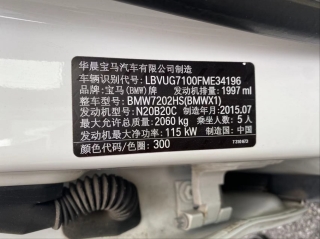 华晨宝马汽车有限公司制造
车辆识别代号: LBVUG7100FME34196
品牌: 宝马(BMW)牌 发动机排量: 1997 ml
整车型号: BMW7202HS(BMWX1)
发动机型号: N20B20C 制造年月: 2015.07
最大允许总质量: 2060 kg 乘坐人数: 5 人
发动机最大净功率: 115 kW 制造国: 中国
颜色代码/色圈: 300